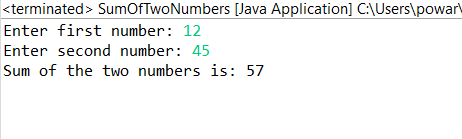 <terminated> SumOfTwoNumbers [Java Application] C:\Users\powar\
Enter first number: 12
Enter second number: 45
Sum of the two numbers is: 57